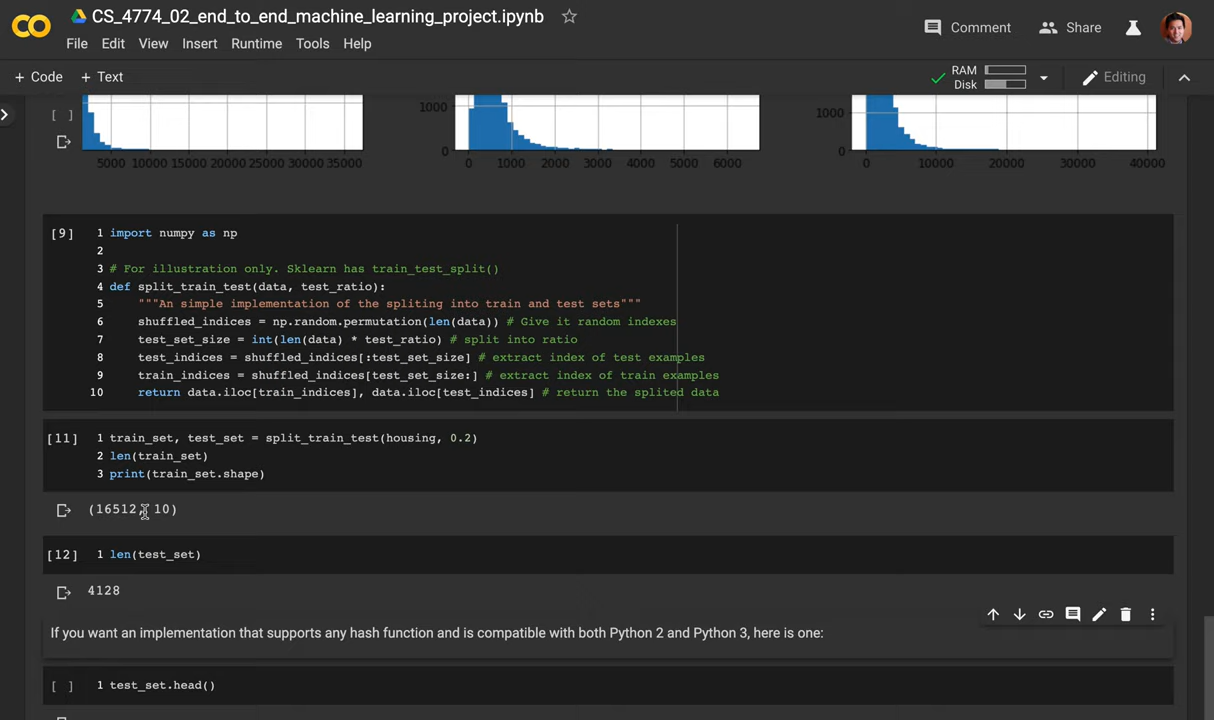 CS_4774_02_end_to_end_machine_learning_project.ipynb
File Edit View Insert Runtime Tools Help
Comment Share
+ Code + Text
RAM
Disk
Editing
1000
1000
0
0
5000 10000 15000 20000 25000 30000 35000
0 1000 2000 3000 4000 5000 6000
0 10000 20000 30000 40000
[ ]
[9]
1 import numpy as np
2
3 # For illustration only. Sklearn has train_test_split()
4 def split_train_test(data, test_ratio):
5 """An simple implementation of the spliting into train and test sets"""
6 shuffled_indices = np.random.permutation(len(data)) # Give it random indexes
7 test_set_size = int(len(data) * test_ratio) # split into ratio
8 test_indices = shuffled_indices[:test_set_size] # extract index of test examples
9 train_indices = shuffled_indices[test_set_size:] # extract index of train examples
10 return data.iloc[train_indices], data.iloc[test_indices] # return the splited data
[11] 1 train_set, test_set = split_train_test(housing, 0.2)
2 len(train_set)
3 print(train_set.shape)
(16512, 10)
[12] 1 len(test_set)
4128
If you want an implementation that supports any hash function and is compatible with both Python 2 and Python 3, here is one:
[ ] 1 test_set.head()